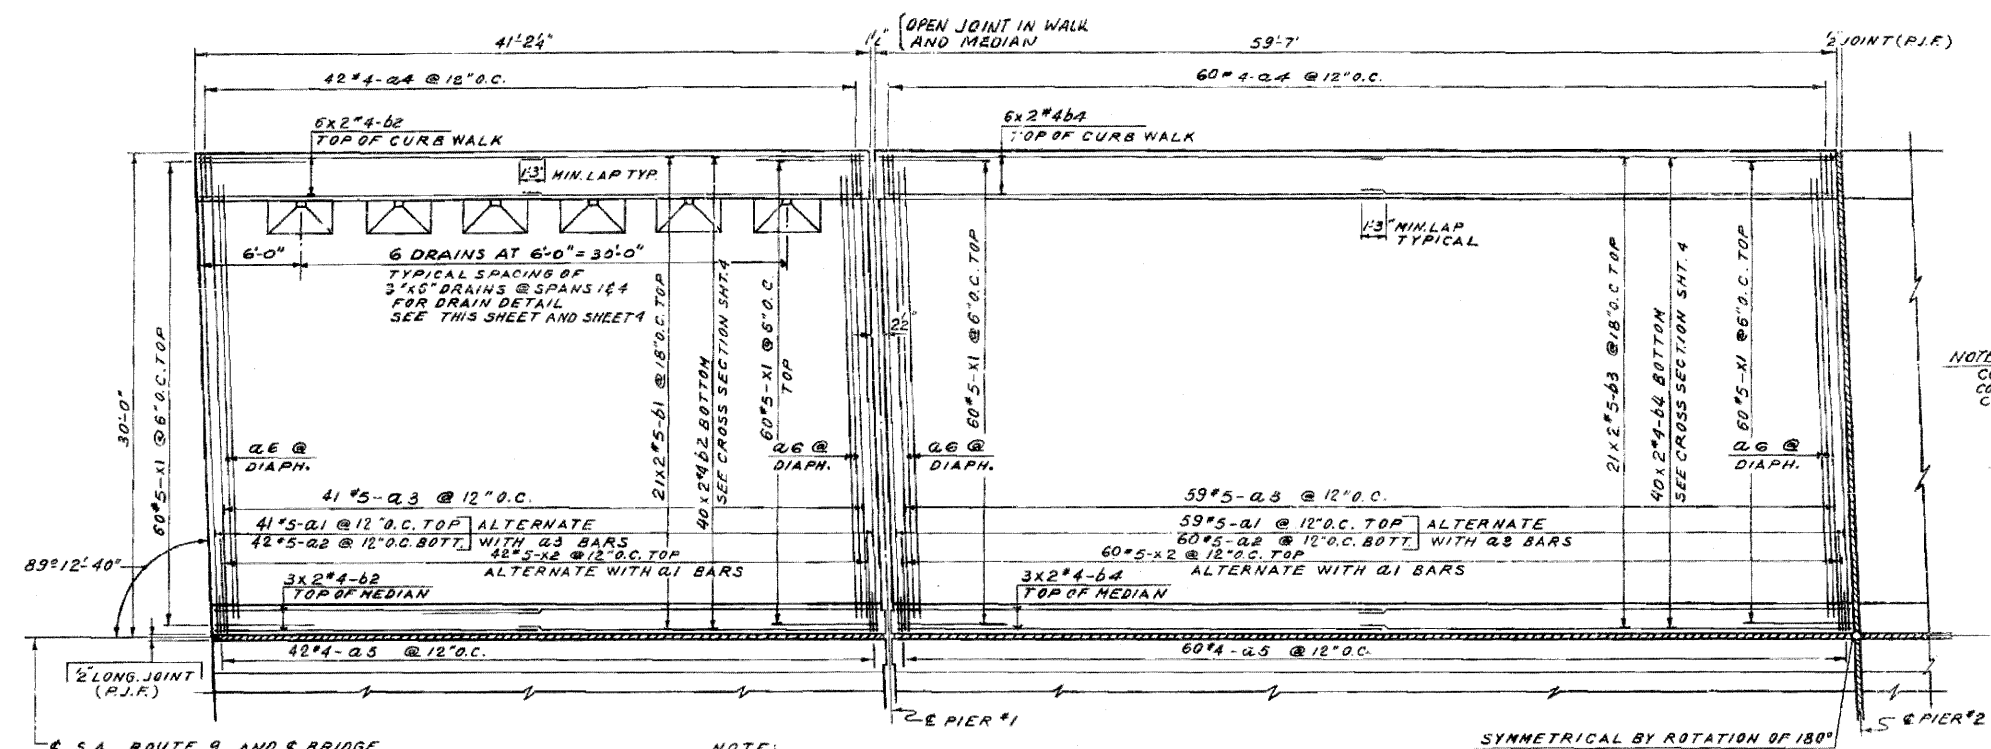 OPEN JOINT IN WALK
AND MEDIAN
41'-2¼"
59'-7"
½" JOINT (P.J.F.)
42 #4-a4 @ 12" O.C.
60 #4-a4 @ 12" O.C.
6x2 #4-b2
TOP OF CURB WALK
6x2 #4b4
TOP OF CURB WALK
1'-3" MIN. LAP TYP.
1'-3" MIN. LAP
TYPICAL
6'-0"
6 DRAINS AT 6'-0" = 30'-0"
TYPICAL SPACING OF
3"x6" DRAINS @ SPANS 1&4
FOR DRAIN DETAIL
SEE THIS SHEET AND SHEET 4
30'-0"
60 #5-X1 @ 6" O.C. TOP
21x2 #5-b1 @ 18" O.C. TOP
40x2 #4 b2 BOTTOM
SEE CROSS SECTION SHT. 4
60 #5-X1 @ 6" O.C.
TOP
2½"
60 #5-X1 @ 6" O.C. TOP
21x2 #5-b3 @ 18" O.C. TOP
40x2 #4-b4 BOTTOM
SEE CROSS SECTION SHT. 4
60 #5-X1 @ 6" O.C. TOP
NOTE
a6 @
DIAPH.
a6 @
DIAPH.
a6 @
DIAPH.
a6 @
DIAPH.
41 #5-a3 @ 12" O.C.
59 #5-a3 @ 12" O.C.
41 #5-a1 @ 12" O.C. TOP ALTERNATE
42 #5-a2 @ 12" O.C. BOTT. WITH a3 BARS
42 #5-X2 @ 12" O.C. TOP
ALTERNATE WITH a1 BARS
59 #5-a1 @ 12" O.C. TOP ALTERNATE
60 #5-a2 @ 12" O.C. BOTT. WITH a3 BARS
60 #5-X2 @ 12" O.C. TOP
ALTERNATE WITH a1 BARS
89°12'-40"
3x2 #4-b2
TOP OF MEDIAN
3x2 #4-b4
TOP OF MEDIAN
42 #4-a5 @ 12" O.C.
60 #4-a5 @ 12" O.C.
½" LONG. JOINT
(P.J.F.)
℄ PIER #1
℄ PIER #2
℄ S.A. ROUTE 9 AND ℄ BRIDGE
NOTE:
SYMMETRICAL BY ROTATION OF 180°